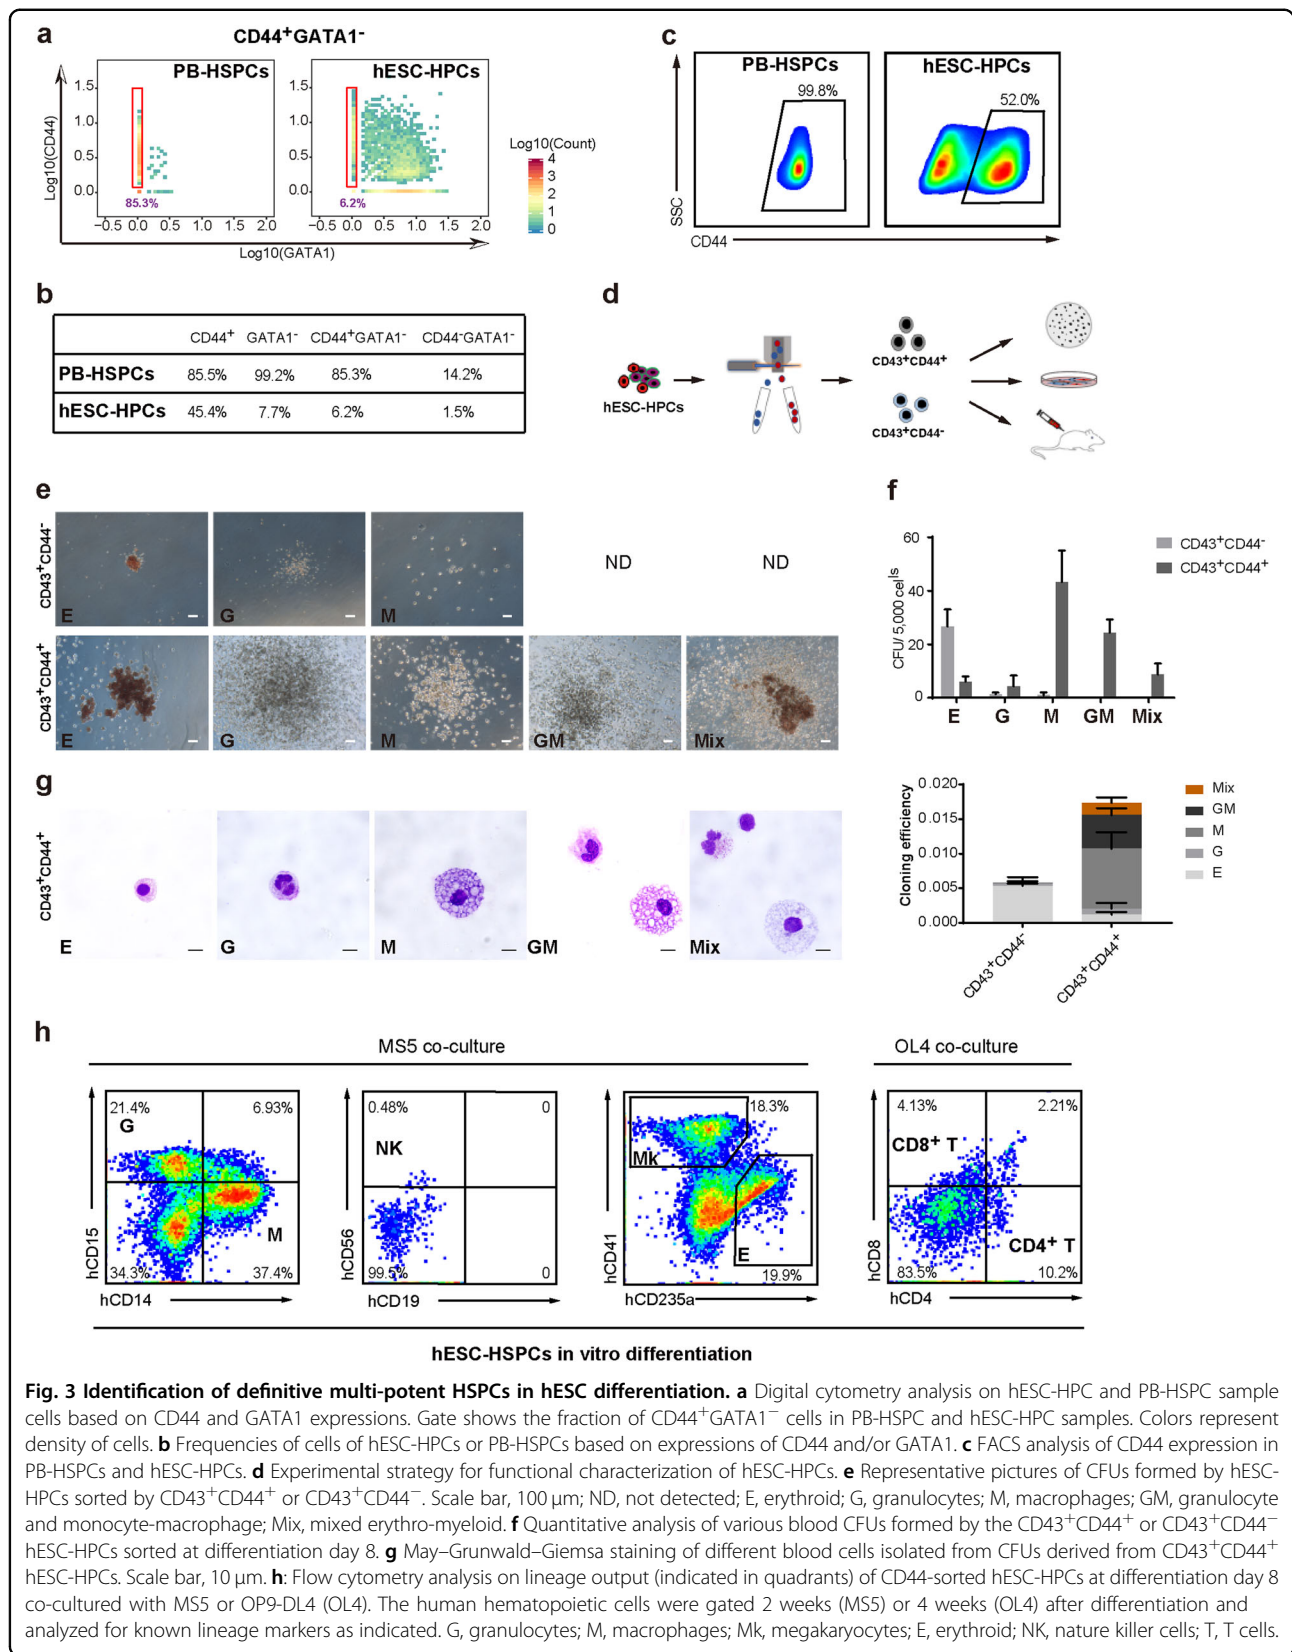 a
CD44+GATA1-
PB-HSPCs
hESC-HPCs
Log10(CD44)
1.5
1.0
0.5
0.0
85.3%
−0.5 0.0 0.5 1.0 1.5 2.0
1.5
1.0
0.5
0.0
6.2%
−0.5 0.0 0.5 1.0 1.5 2.0
Log10(GATA1)
Log10(Count)
4
3
2
1
0
c
PB-HSPCs
99.8%
hESC-HPCs
52.0%
SSC
CD44
b
CD44+ GATA1- CD44+GATA1- CD44-GATA1-
PB-HSPCs 85.5% 99.2% 85.3% 14.2%
hESC-HPCs 45.4% 7.7% 6.2% 1.5%
d
hESC-HPCs
CD43+CD44+
CD43+CD44-
e
CD43+CD44-
E
G
M
ND
ND
CD43+CD44+
E
G
M
GM
Mix
f
CFU/ 5,000 cells
60
40
20
0
E G M GM Mix
CD43+CD44-
CD43+CD44+
g
CD43+CD44+
E
G
M
GM
Mix
Cloning efficiency
0.020
0.015
0.010
0.005
0.000
CD43+CD44-
CD43+CD44+
Mix
GM
M
G
E
h
MS5 co-culture
OL4 co-culture
21.4%
6.93%
G
M
34.3%
37.4%
hCD15
hCD14
0.48%
0
NK
99.5%
0
hCD56
hCD19
18.3%
Mk
E
19.9%
hCD41
hCD235a
4.13%
2.21%
CD8+ T
CD4+ T
83.5%
10.2%
hCD8
hCD4
hESC-HSPCs in vitro differentiation
Fig. 3 Identification of definitive multi-potent HSPCs in hESC differentiation. a Digital cytometry analysis on hESC-HPC and PB-HSPC sample
cells based on CD44 and GATA1 expressions. Gate shows the fraction of CD44+GATA1− cells in PB-HSPC and hESC-HPC samples. Colors represent
density of cells. b Frequencies of cells of hESC-HPCs or PB-HSPCs based on expressions of CD44 and/or GATA1. c FACS analysis of CD44 expression in
PB-HSPCs and hESC-HPCs. d Experimental strategy for functional characterization of hESC-HPCs. e Representative pictures of CFUs formed by hESC-
HPCs sorted by CD43+CD44+ or CD43+CD44−. Scale bar, 100 μm; ND, not detected; E, erythroid; G, granulocytes; M, macrophages; GM, granulocyte
and monocyte-macrophage; Mix, mixed erythro-myeloid. f Quantitative analysis of various blood CFUs formed by the CD43+CD44+ or CD43+CD44−
hESC-HPCs sorted at differentiation day 8. g May–Grunwald–Giemsa staining of different blood cells isolated from CFUs derived from CD43+CD44+
hESC-HPCs. Scale bar, 10 μm. h: Flow cytometry analysis on lineage output (indicated in quadrants) of CD44-sorted hESC-HPCs at differentiation day 8
co-cultured with MS5 or OP9-DL4 (OL4). The human hematopoietic cells were gated 2 weeks (MS5) or 4 weeks (OL4) after differentiation and
analyzed for known lineage markers as indicated. G, granulocytes; M, macrophages; Mk, megakaryocytes; E, erythroid; NK, nature killer cells; T, T cells.